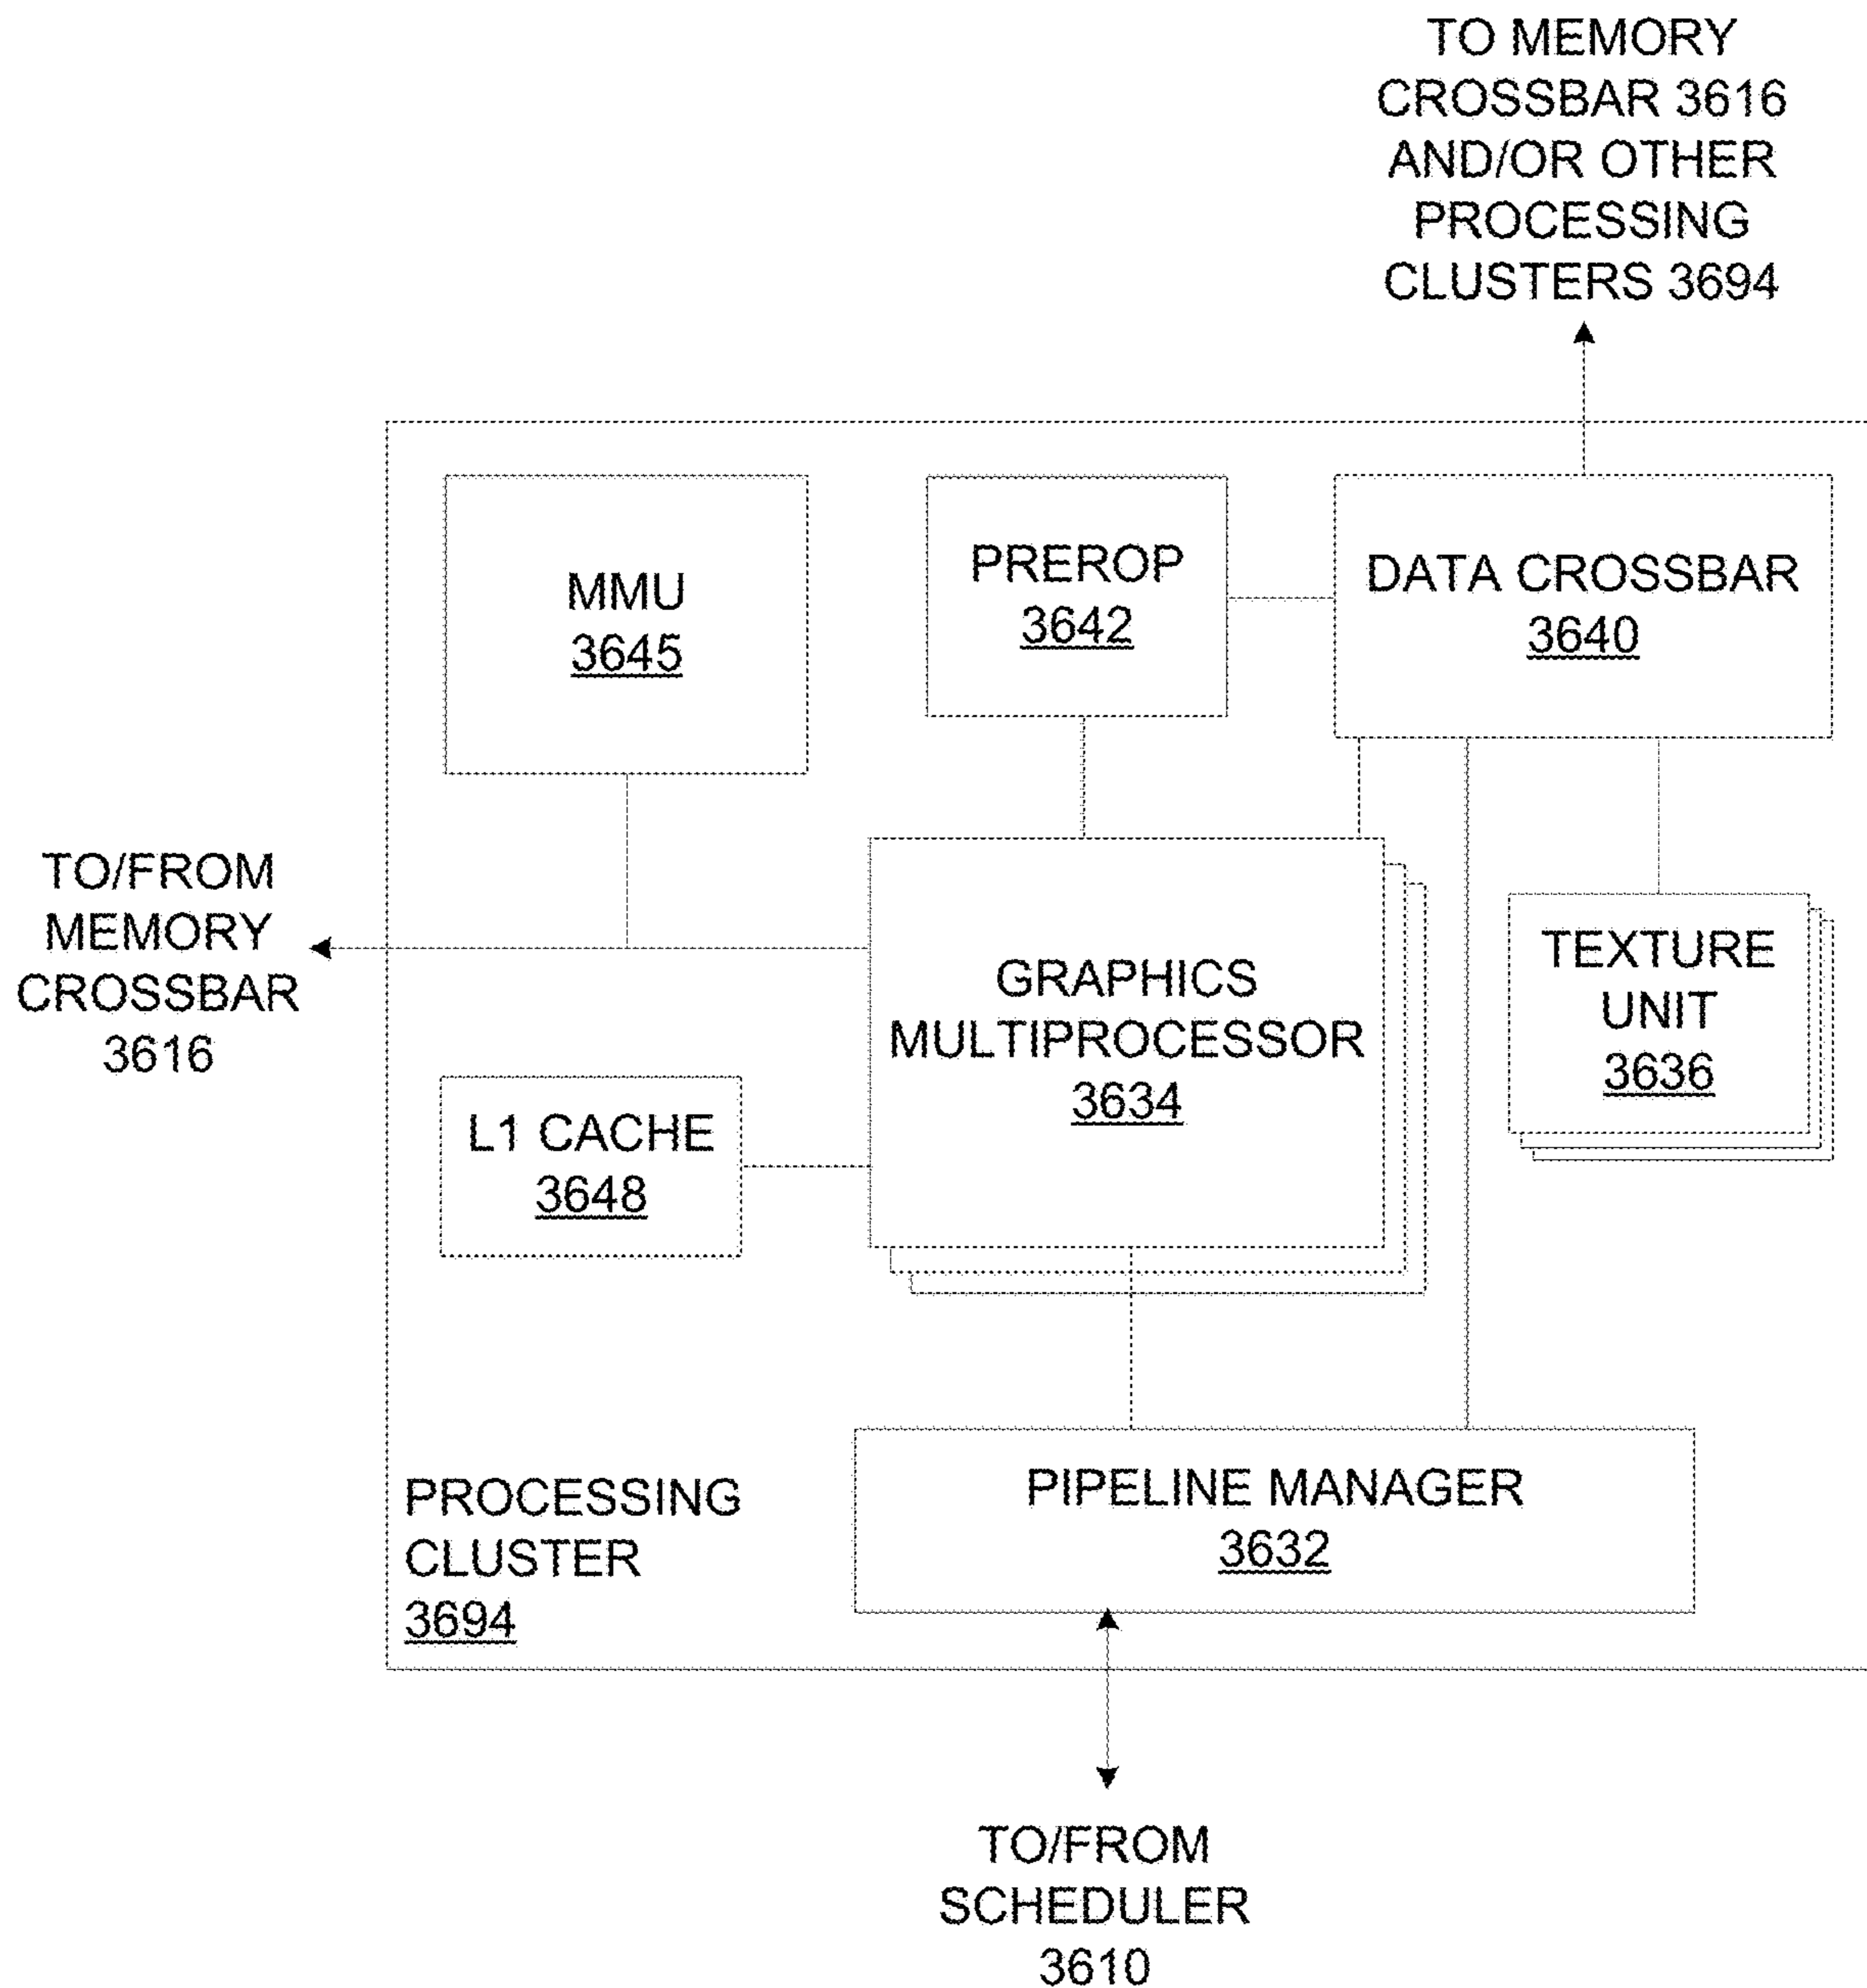 TO MEMORY
CROSSBAR 3616
AND/OR OTHER
PROCESSING
CLUSTERS 3694
MMU
3645
PREROP
3642
DATA CROSSBAR
3640
TO/FROM
MEMORY
CROSSBAR
3616
GRAPHICS
MULTIPROCESSOR
3634
TEXTURE
UNIT
3636
L1 CACHE
3648
PIPELINE MANAGER
3632
PROCESSING
CLUSTER
3694
TO/FROM
SCHEDULER
3610